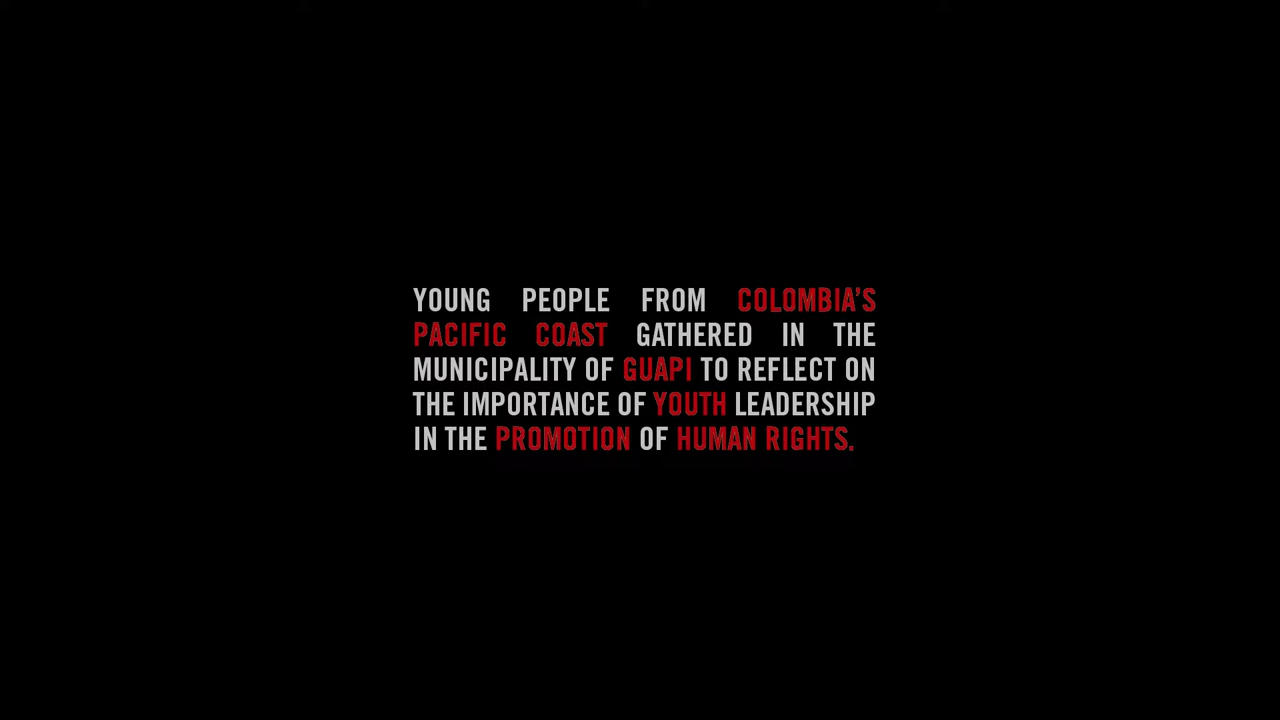 YOUNG PEOPLE FROM COLOMBIA'S
PACIFIC COAST GATHERED IN THE
MUNICIPALITY OF GUAPI TO REFLECT ON
THE IMPORTANCE OF YOUTH LEADERSHIP
IN THE PROMOTION OF HUMAN RIGHTS.